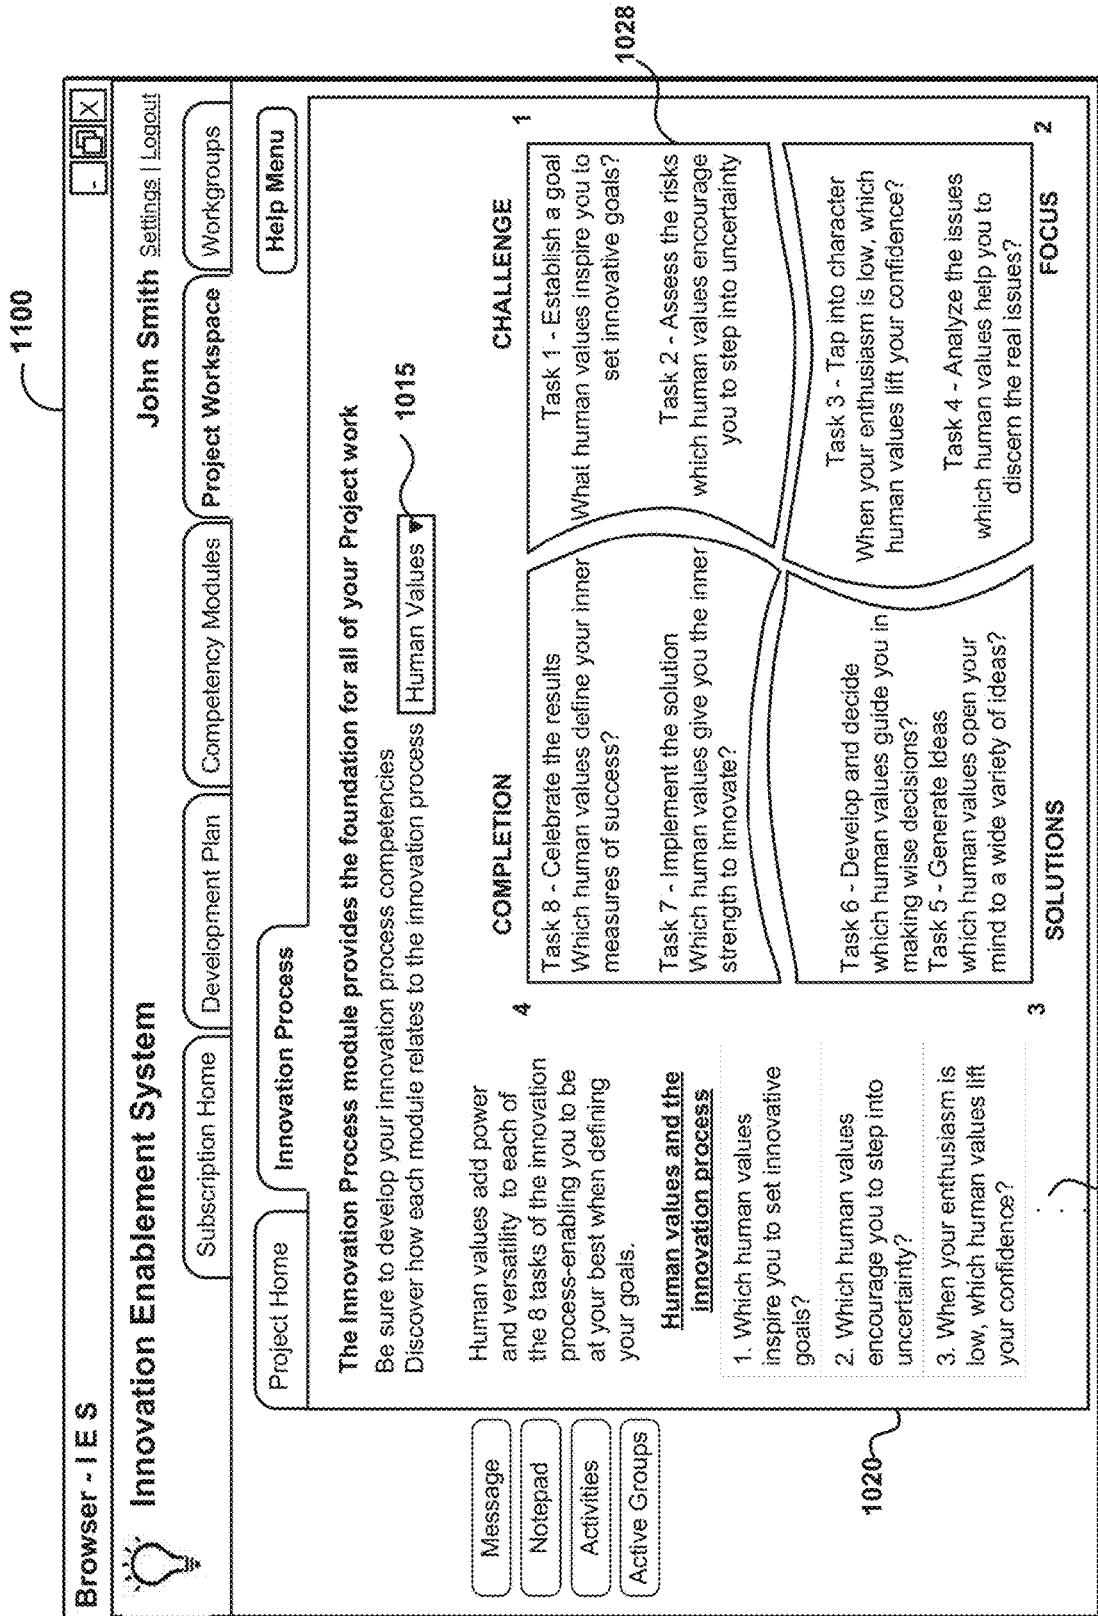 1100
Browser - I E S
- X
Innovation Enablement System
John Smith Settings | Logout
Subscription Home
Development Plan
Competency Modules
Project Workspace
Workgroups
Project Home
Innovation Process
Help Menu
The Innovation Process module provides the foundation for all of your Project work
Be sure to develop your innovation process competencies
Discover how each module relates to the innovation process Human Values ▼
1015
Message
Notepad
Activities
Active Groups
Human values add power
and versatility to each of
the 8 tasks of the innovation
process-enabling you to be
at your best when defining
your goals.
Human values and the
innovation process
1. Which human values
inspire you to set innovative
goals?
2. Which human values
encourage you to step into
uncertainty?
3. When your enthusiasm is
low, which human values lift
your confidence?
1020
COMPLETION
4
Task 8 - Celebrate the results
Which human values define your inner
measures of success?
Task 7 - Implement the solution
Which human values give you the inner
strength to innovate?
CHALLENGE
1
Task 1 - Establish a goal
What human values inspire you to
set innovative goals?
Task 2 - Assess the risks
which human values encourage
you to step into uncertainty
1028
Task 6 - Develop and decide
which human values guide you in
making wise decisions?
Task 5 - Generate Ideas
which human values open your
mind to a wide variety of ideas?
3
SOLUTIONS
Task 3 - Tap into character
When your enthusiasm is low, which
human values lift your confidence?
Task 4 - Analyze the issues
which human values help you to
discern the real issues?
FOCUS
2